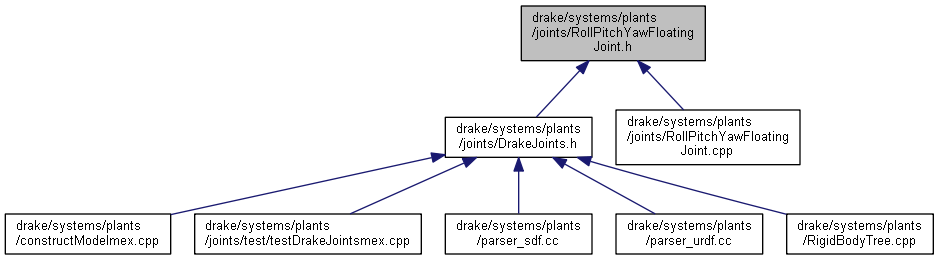 drake/systems/plants
/joints/RollPitchYawFloating
Joint.h
drake/systems/plants
/joints/DrakeJoints.h
drake/systems/plants
/joints/RollPitchYawFloating
Joint.cpp
drake/systems/plants
/constructModelmex.cpp
drake/systems/plants
/joints/test/testDrakeJointsmex.cpp
drake/systems/plants
/parser_sdf.cc
drake/systems/plants
/parser_urdf.cc
drake/systems/plants
/RigidBodyTree.cpp